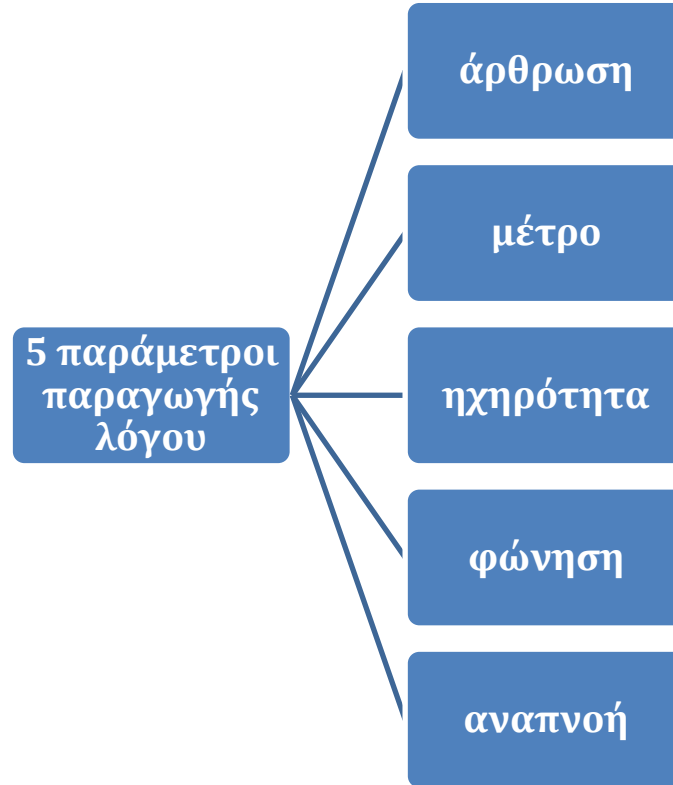 5 παράμετροι
παραγωγής
λόγου
άρθρωση
μέτρο
ηχηρότητα
φώνηση
αναπνοή